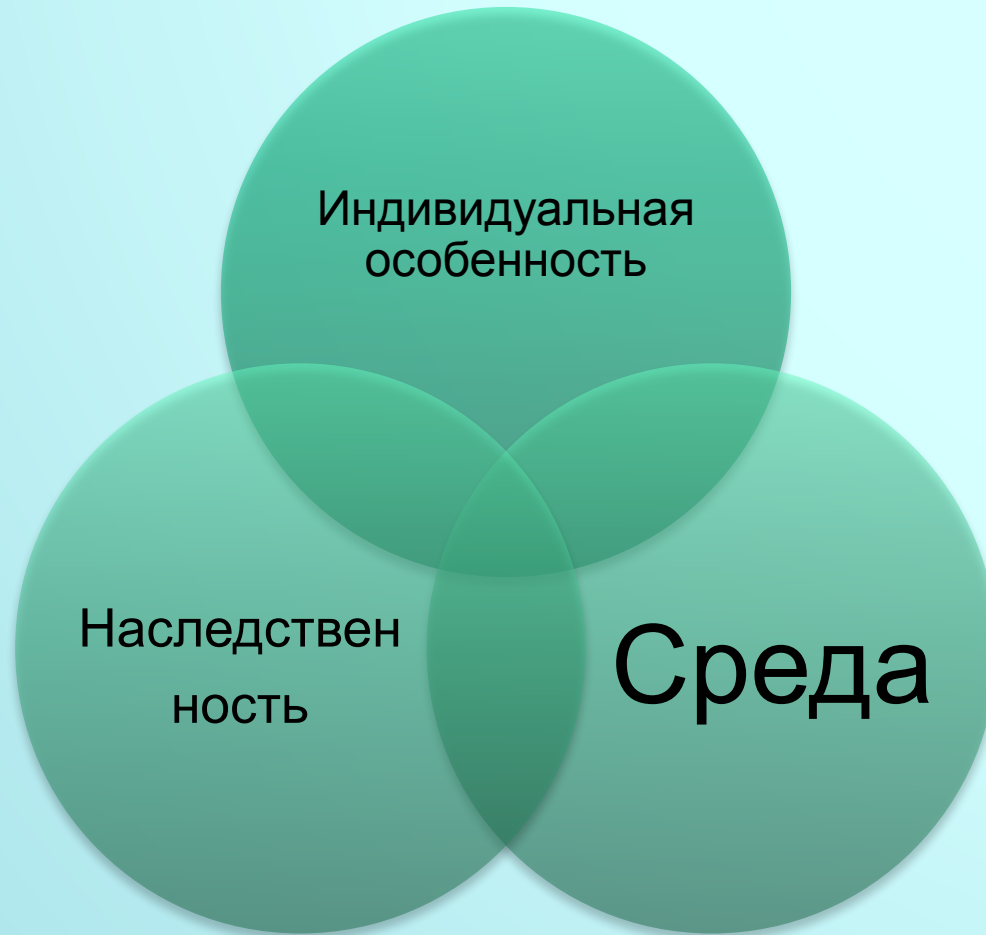 Индивидуальная
особенность
Наследствен
ность
Среда